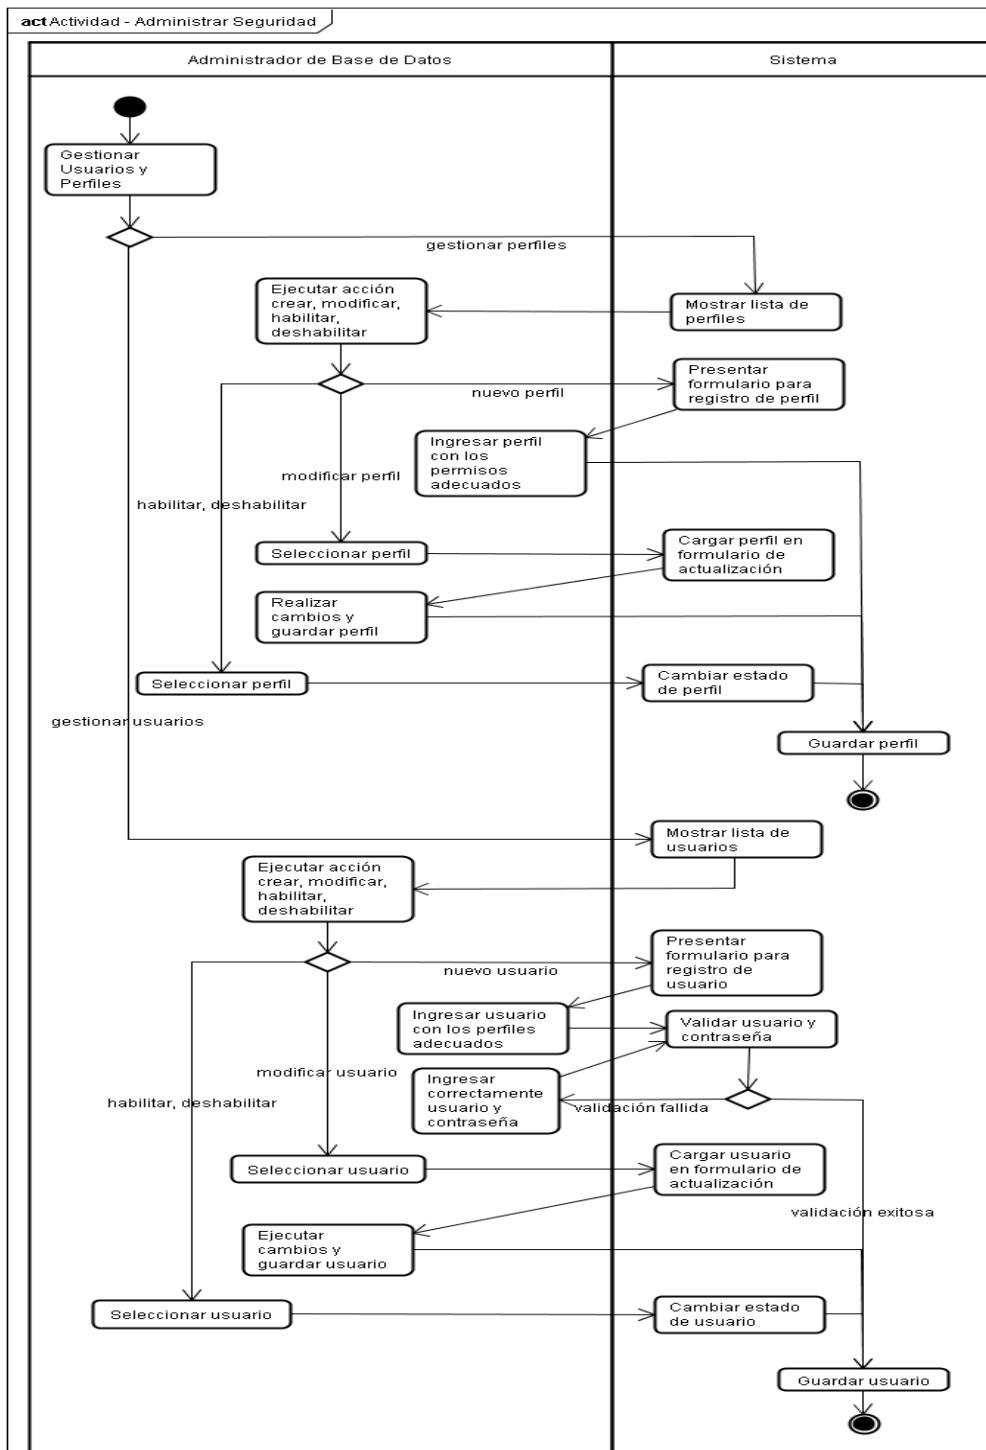 act Actividad - Administrar Seguridad
Administrador de Base de Datos
Sistema
Gestionar
Usuarios y
Perfiles
gestionar perfiles
Ejecutar acción
crear, modificar,
habilitar,
deshabilitar
Mostrar lista de
perfiles
Presentar
formulario para
registro de perfil
nuevo perfil
Ingresar perfil
con los
permisos
adecuados
modificar perfil
habilitar, deshabilitar
Seleccionar perfil
Cargar perfil en
formulario de
actualización
Realizar
cambios y
guardar perfil
Seleccionar perfil
Cambiar estado
de perfil
gestionar usuarios
Guardar perfil
Mostrar lista de
usuarios
Ejecutar acción
crear, modificar,
habilitar,
deshabilitar
Presentar
formulario para
registro de
usuario
nuevo usuario
Ingresar usuario
con los perfiles
adecuados
Validar usuario y
contraseña
modificar usuario
Ingresar
correctamente
usuario y
contraseña
validación fallida
habilitar, deshabilitar
Seleccionar usuario
Cargar usuario
en formulario de
actualización
validación exitosa
Ejecutar
cambios y
guardar usuario
Seleccionar usuario
Cambiar estado
de usuario
Guardar usuario